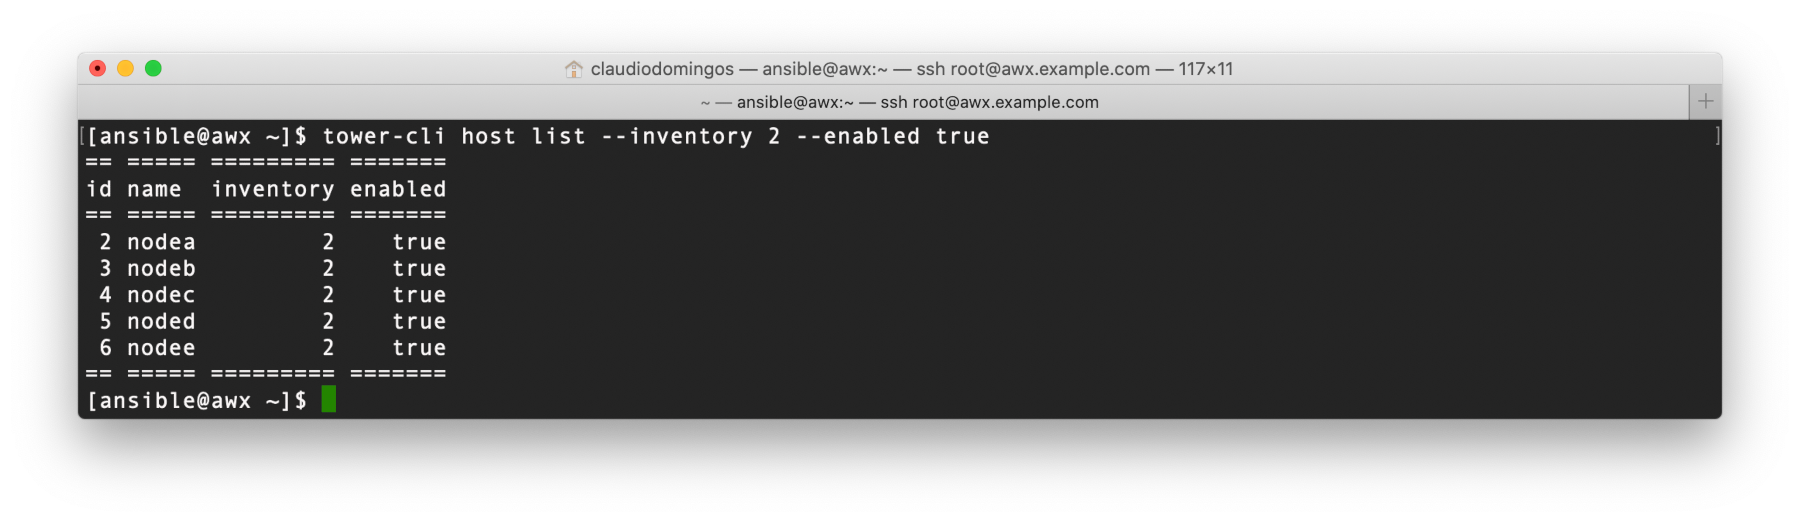 claudiodomingos — ansible@awx:~ — ssh root@awx.example.com — 117×11
~ — ansible@awx:~ — ssh root@awx.example.com +
[[ansible@awx ~]$ tower-cli host list --inventory 2 --enabled true ]
== ===== ========= =======
id name  inventory enabled
== ===== ========= =======
 2 nodea         2    true
 3 nodeb         2    true
 4 nodec         2    true
 5 noded         2    true
 6 nodee         2    true
== ===== ========= =======
[ansible@awx ~]$